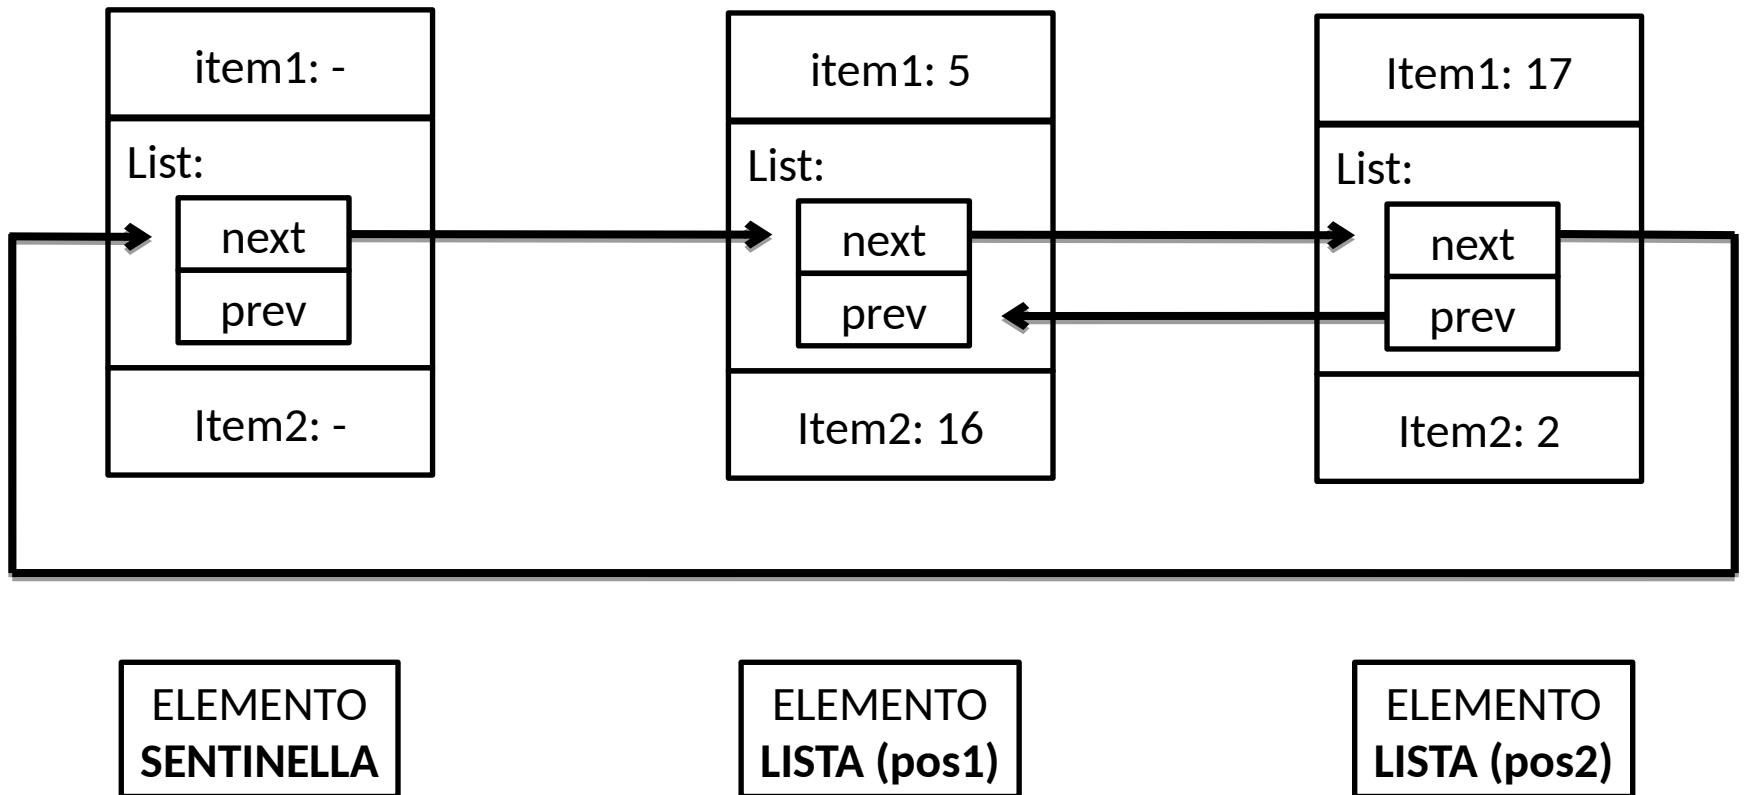 item1: -
List:
next
prev
Item2: -
item1: 5
List:
next
prev
Item2: 16
Item1: 17
List:
next
prev
Item2: 2
ELEMENTO
SENTINELLA
ELEMENTO
LISTA (pos1)
ELEMENTO
LISTA (pos2)